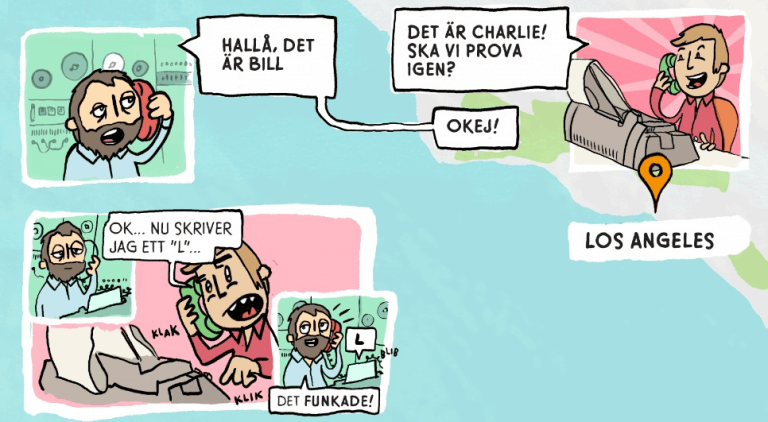 HALLÅ, DET
ÄR BILL
DET ÄR CHARLIE!
SKA VI PROVA
IGEN?
OKEJ!
LOS ANGELES
OK... NU SKRIVER
JAG ETT "L"...
KLAK
KLIK
L
BLIB
DET FUNKADE!